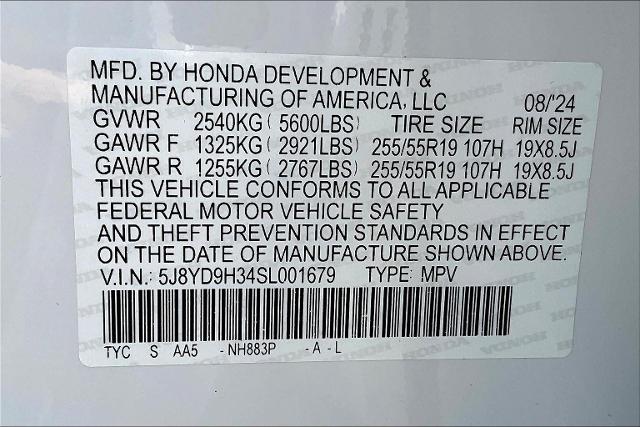 MFD. BY HONDA DEVELOPMENT &
MANUFACTURING OF AMERICA, LLC 08/'24
GVWR 2540KG ( 5600LBS) TIRE SIZE RIM SIZE
GAWR F 1325KG ( 2921LBS) 255/55R19 107H 19X8.5J
GAWR R 1255KG ( 2767LBS) 255/55R19 107H 19X8.5J
THIS VEHICLE CONFORMS TO ALL APPLICABLE
FEDERAL MOTOR VEHICLE SAFETY
AND THEFT PREVENTION STANDARDS IN EFFECT
ON THE DATE OF MANUFACTURE SHOWN ABOVE.
V.I.N.: 5J8YD9H34SL001679 TYPE: MPV
TYC S AA5 -NH883P -A-L